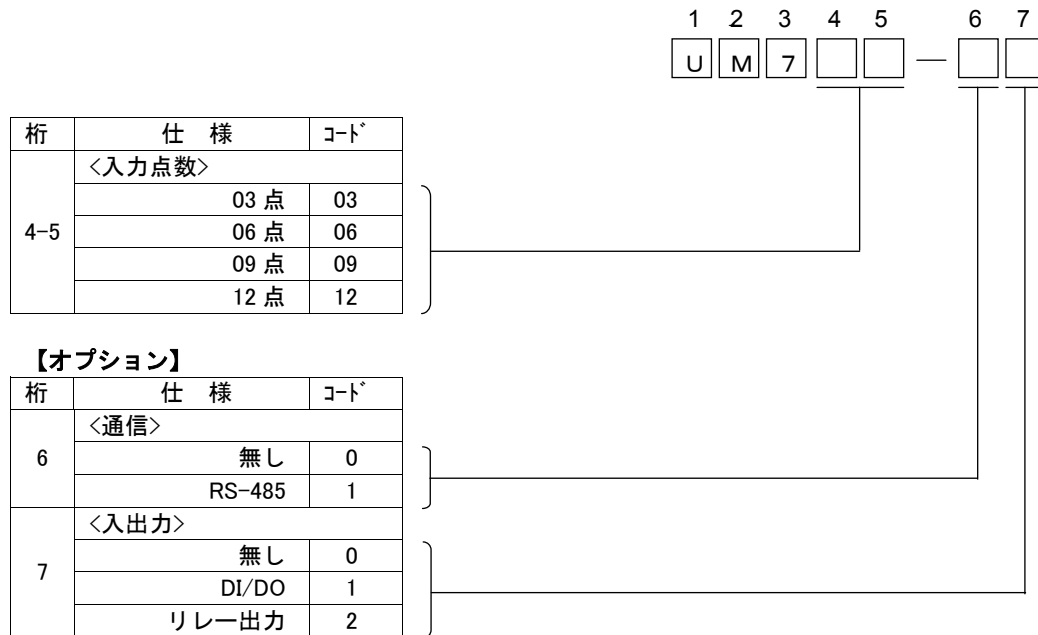 1 2 3 4 5 6 7
U M 7 —
桁 仕 様 ｺｰﾄﾞ
<入力点数>
03 点 03
4-5 06 点 06
09 点 09
12 点 12
【オプション】
桁 仕 様 ｺｰﾄﾞ
<通信>
6 無し 0
RS-485 1
<入出力>
7 無し 0
DI/DO 1
リレー出力 2